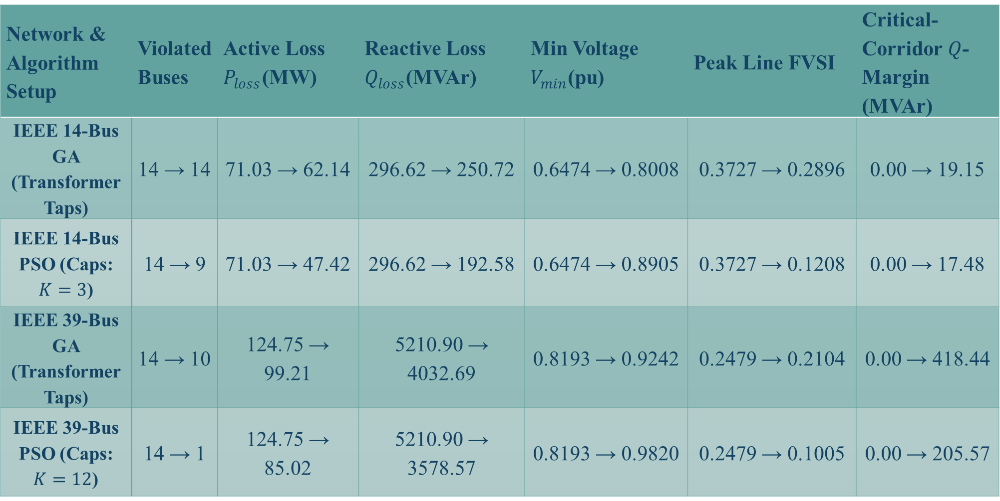 Network &
Algorithm
Setup
Violated
Buses
Active Loss
P_loss (MW)
Reactive Loss
Q_loss (MVAr)
Min Voltage
V_min (pu)
Peak Line FVSI
Critical-
Corridor Q-
Margin
(MVAr)
IEEE 14-Bus
GA
(Transformer
Taps)
14 → 14
71.03 → 62.14
296.62 → 250.72
0.6474 → 0.8008
0.3727 → 0.2896
0.00 → 19.15
IEEE 14-Bus
PSO (Caps:
K = 3)
14 → 9
71.03 → 47.42
296.62 → 192.58
0.6474 → 0.8905
0.3727 → 0.1208
0.00 → 17.48
IEEE 39-Bus
GA
(Transformer
Taps)
14 → 10
124.75 →
99.21
5210.90 →
4032.69
0.8193 → 0.9242
0.2479 → 0.2104
0.00 → 418.44
IEEE 39-Bus
PSO (Caps:
K = 12)
14 → 1
124.75 →
85.02
5210.90 →
3578.57
0.8193 → 0.9820
0.2479 → 0.1005
0.00 → 205.57